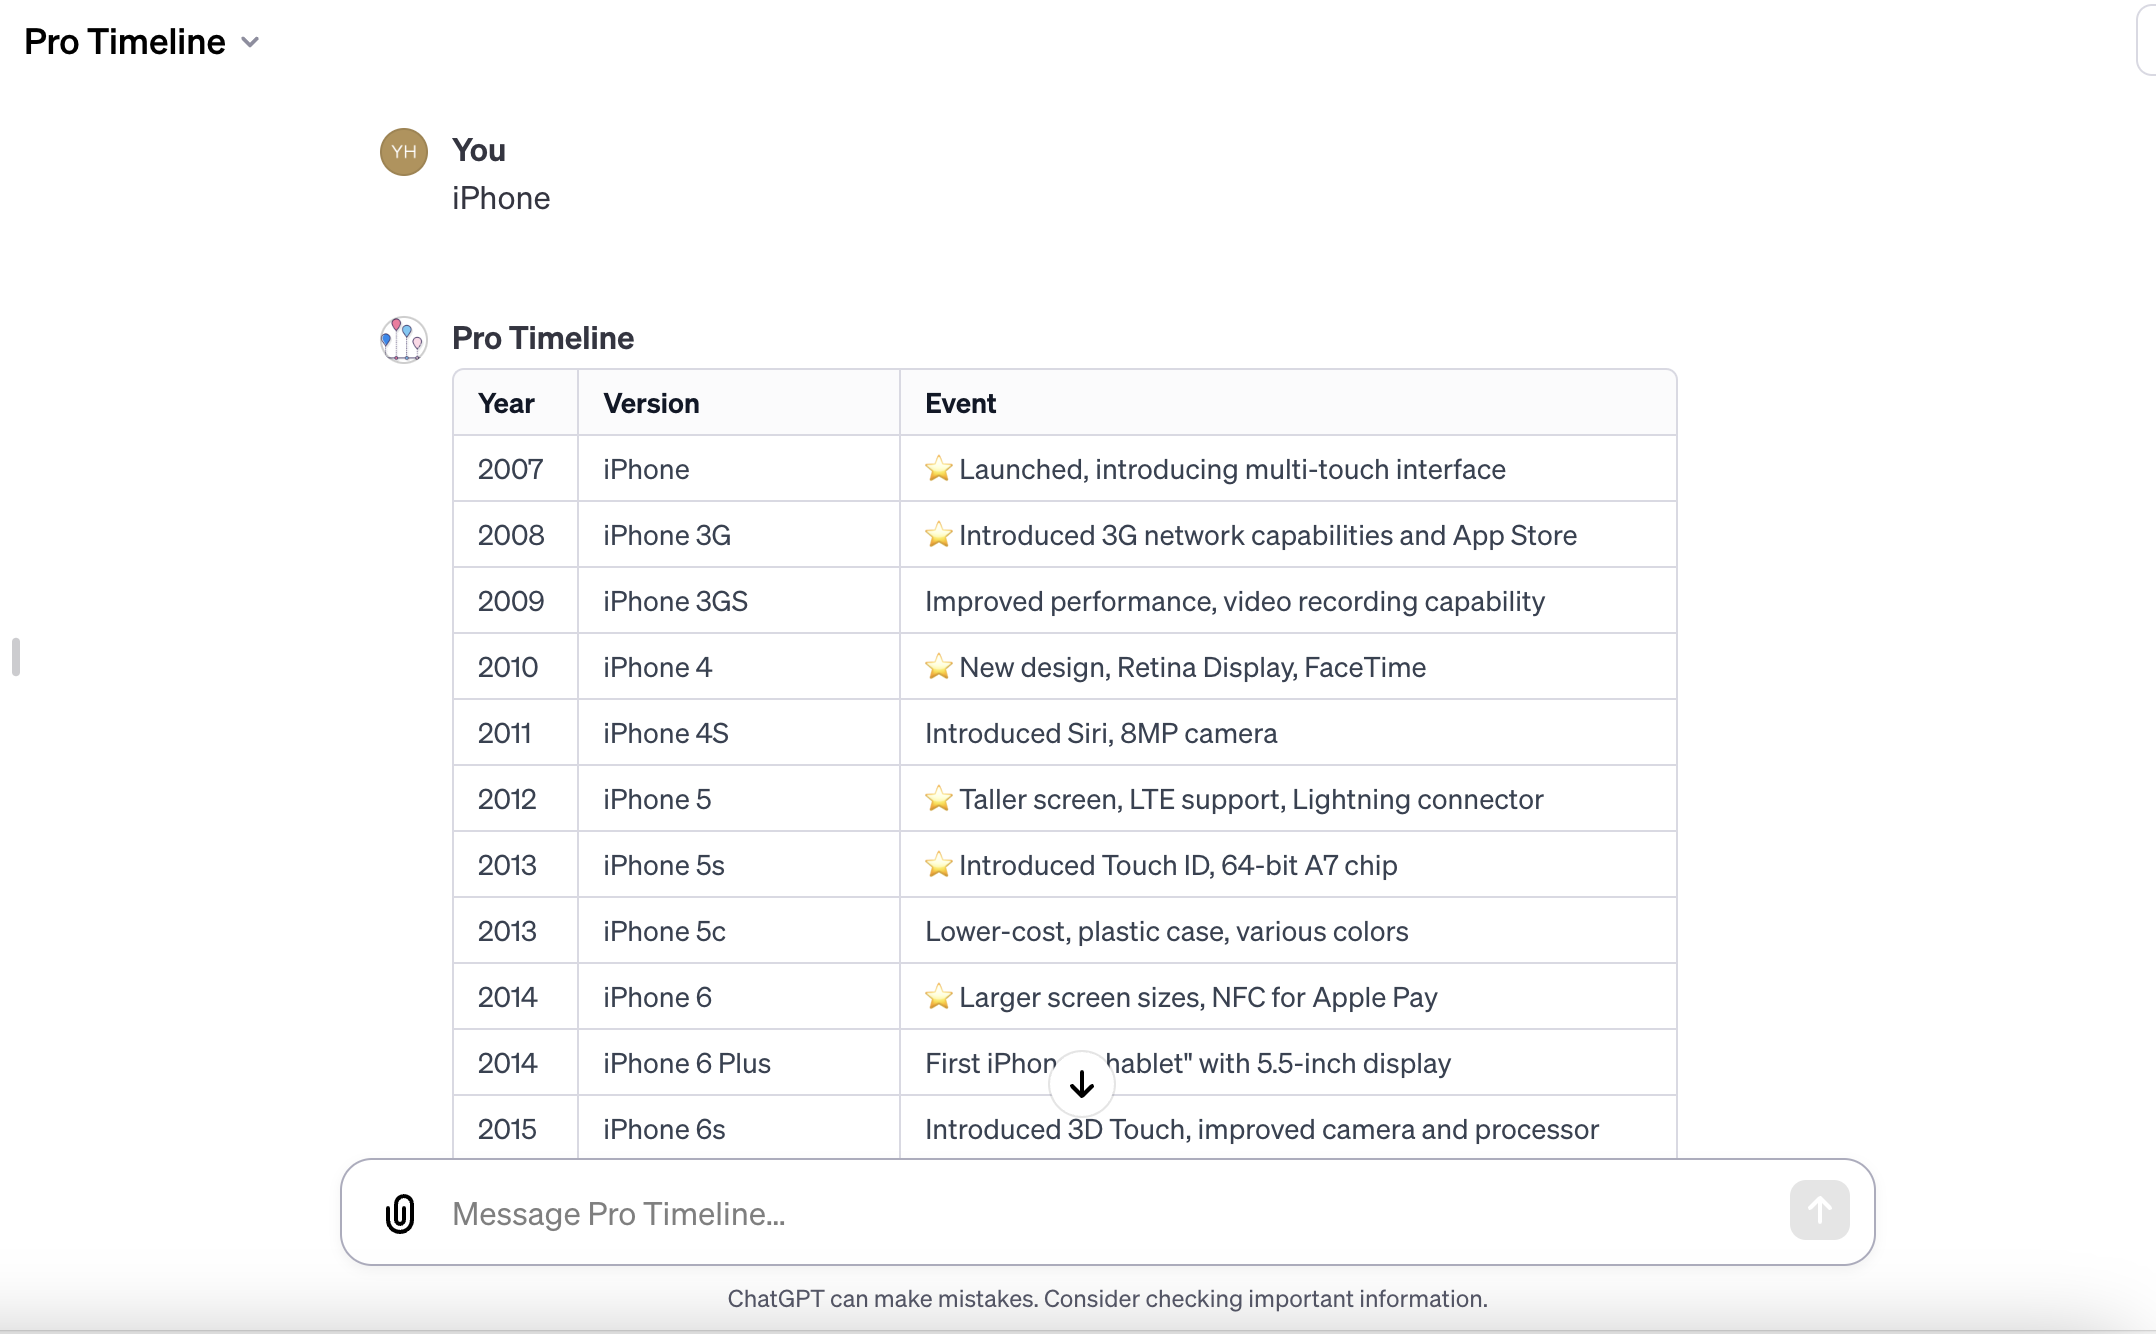 Pro Timeline
YH
You
iPhone
Pro Timeline
Year Version Event
2007 iPhone ⭐ Launched, introducing multi-touch interface
2008 iPhone 3G ⭐ Introduced 3G network capabilities and App Store
2009 iPhone 3GS Improved performance, video recording capability
2010 iPhone 4 ⭐ New design, Retina Display, FaceTime
2011 iPhone 4S Introduced Siri, 8MP camera
2012 iPhone 5 ⭐ Taller screen, LTE support, Lightning connector
2013 iPhone 5s ⭐ Introduced Touch ID, 64-bit A7 chip
2013 iPhone 5c Lower-cost, plastic case, various colors
2014 iPhone 6 ⭐ Larger screen sizes, NFC for Apple Pay
2014 iPhone 6 Plus First iPhon hablet" with 5.5-inch display
2015 iPhone 6s Introduced 3D Touch, improved camera and processor
Message Pro Timeline...
ChatGPT can make mistakes. Consider checking important information.